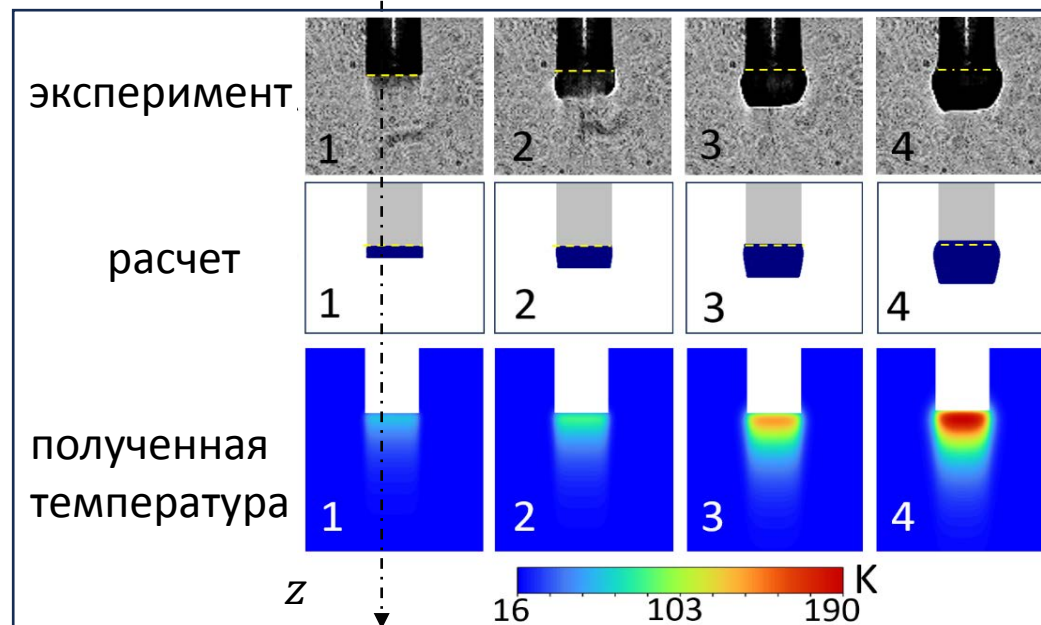 эксперимент
1 2 3 4
расчет
1 2 3 4
полученная
температура
1 2 3 4
z
K
16 103 190